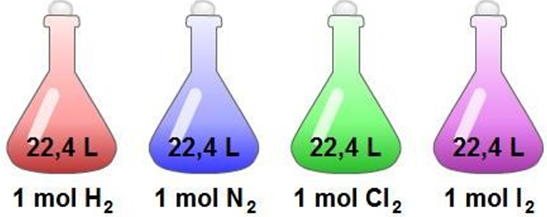 22,4 L 22,4 L 22,4 L 22,4 L
1 mol H₂ 1 mol N₂ 1 mol Cl₂ 1 mol I₂